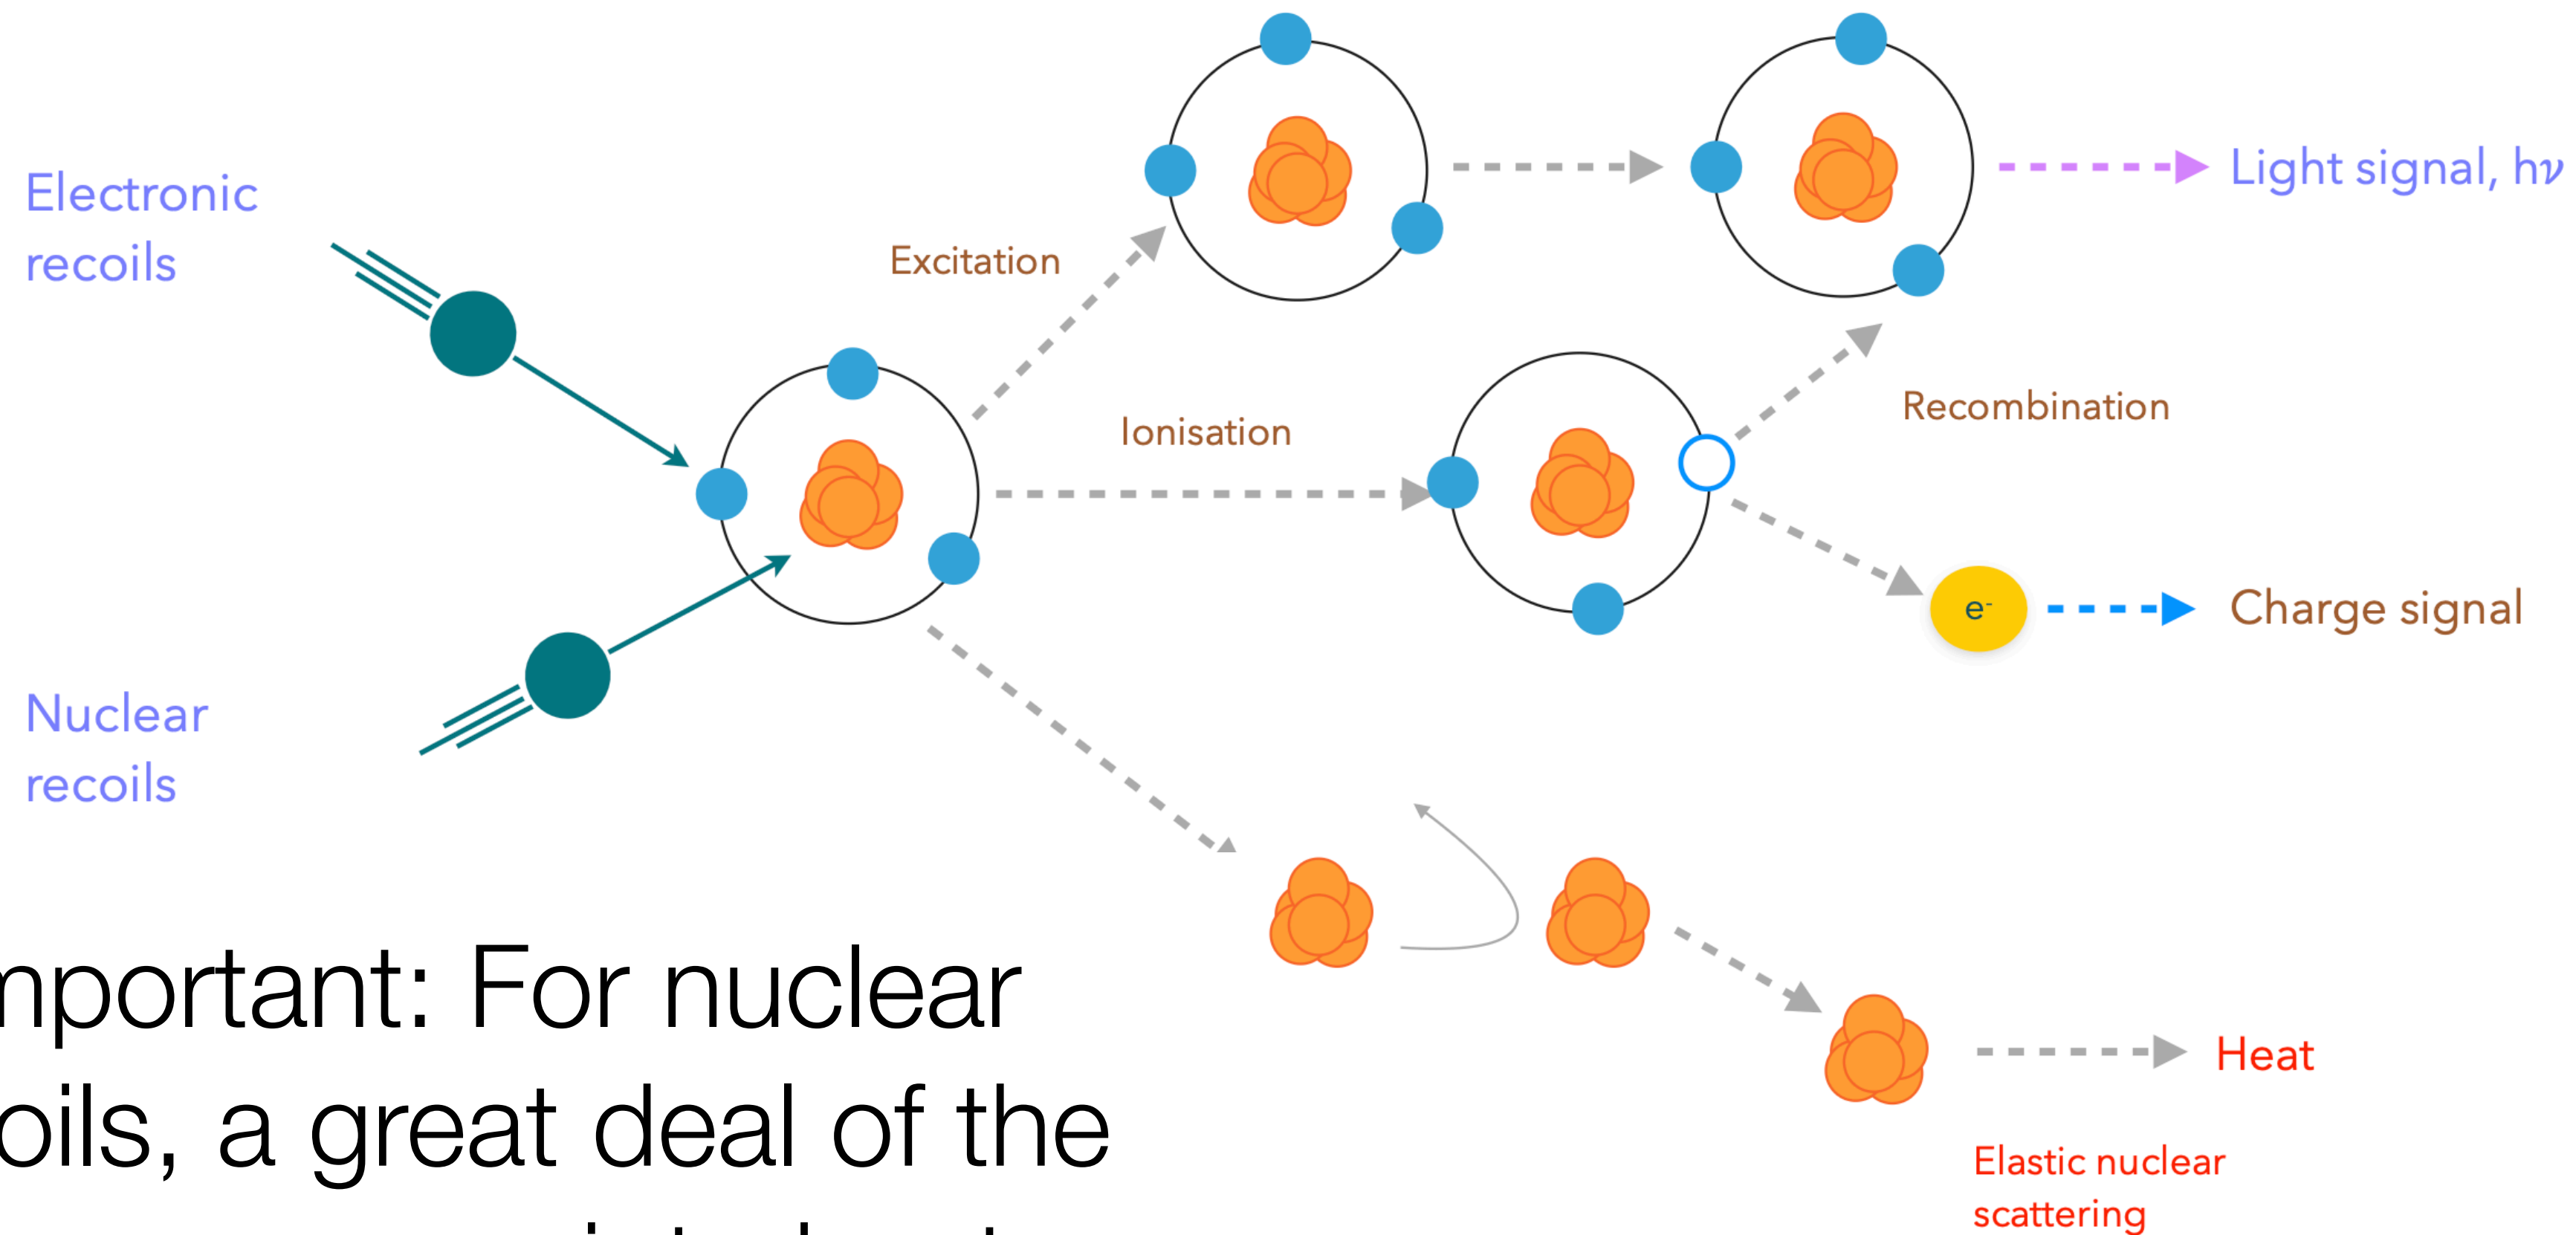 Electronic
recoils
Excitation
Light signal, hν
Ionisation
Recombination
e-
Charge signal
Nuclear
recoils
Heat
Elastic nuclear
scattering
mportant: For nuclear
oils, a great deal of the